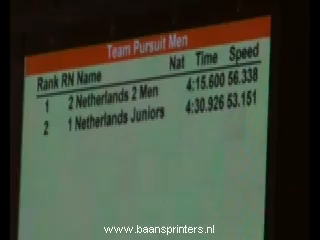 Team Pursuit Men
Rank RN Name Nat Time Speed
1 2 Netherlands 2 Men 4:15.600 56.338
2 1 Netherlands Juniors 4:30.926 53.151
www.baansprinters.nl